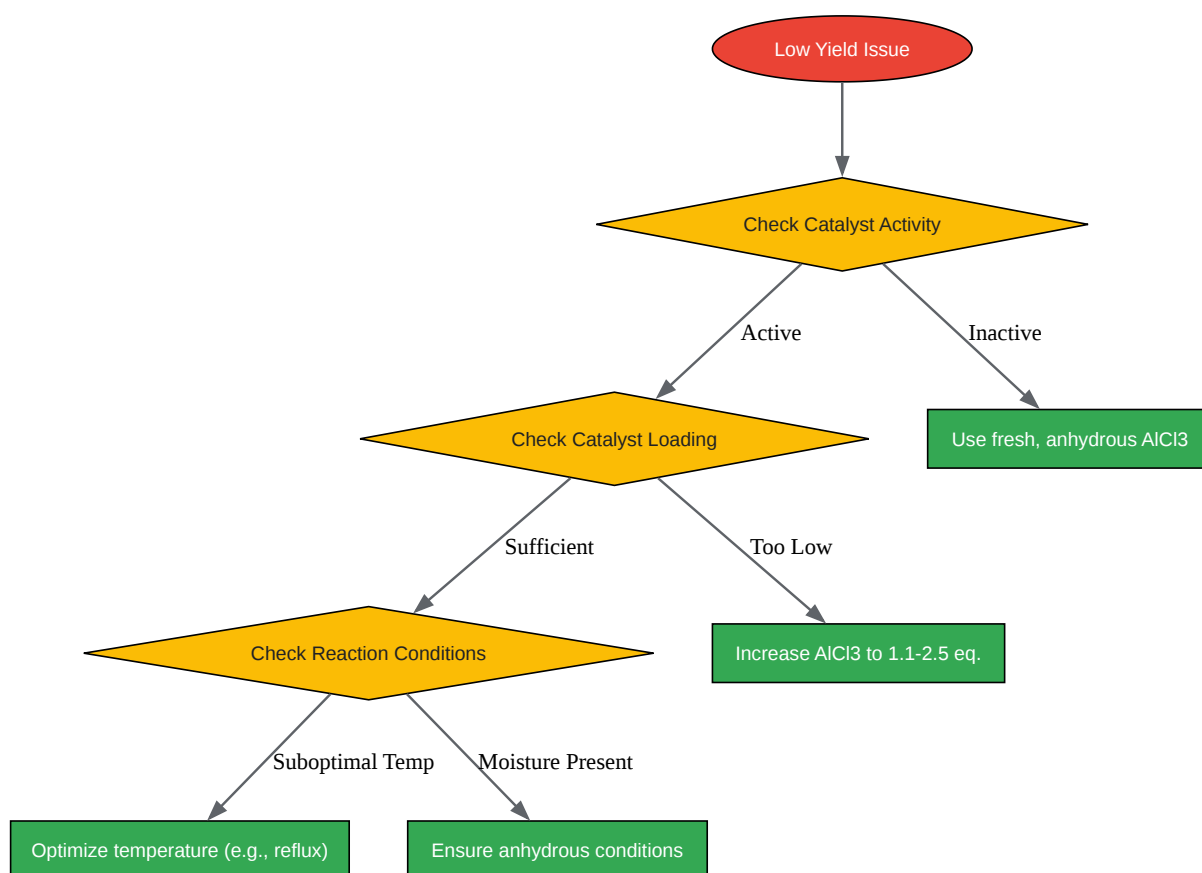 Low Yield Issue
Check Catalyst Activity
Active
Inactive
Check Catalyst Loading
Use fresh, anhydrous AlCl3
Sufficient
Too Low
Check Reaction Conditions
Increase AlCl3 to 1.1-2.5 eq.
Suboptimal Temp
Moisture Present
Optimize temperature (e.g., reflux)
Ensure anhydrous conditions